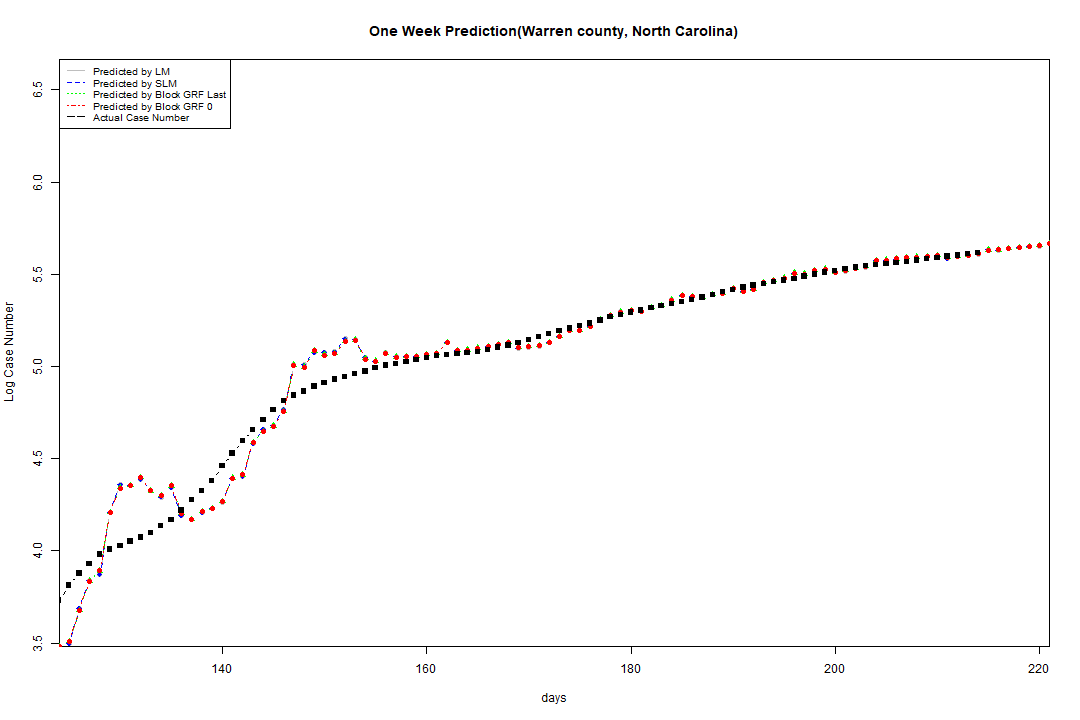 One Week Prediction(Warren county, North Carolina)
Predicted by LM
Predicted by SLM
Predicted by Block GRF Last
Predicted by Block GRF 0
Actual Case Number
6.5
6.0
5.5
5.0
4.5
4.0
3.5
Log Case Number
140 160 180 200 220
days